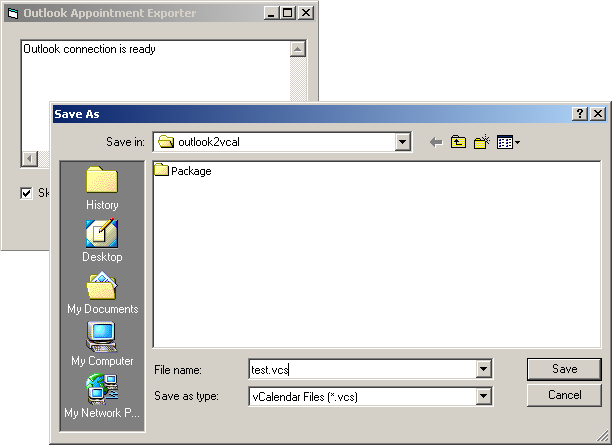 Outlook Appointment Exporter
Outlook connection is ready
Save As
Save in:
outlook2vcal
Package
Sk
History
Desktop
My Documents
My Computer
My Network P...
File name:
test.vcs
Save
Save as type:
vCalendar Files (*.vcs)
Cancel